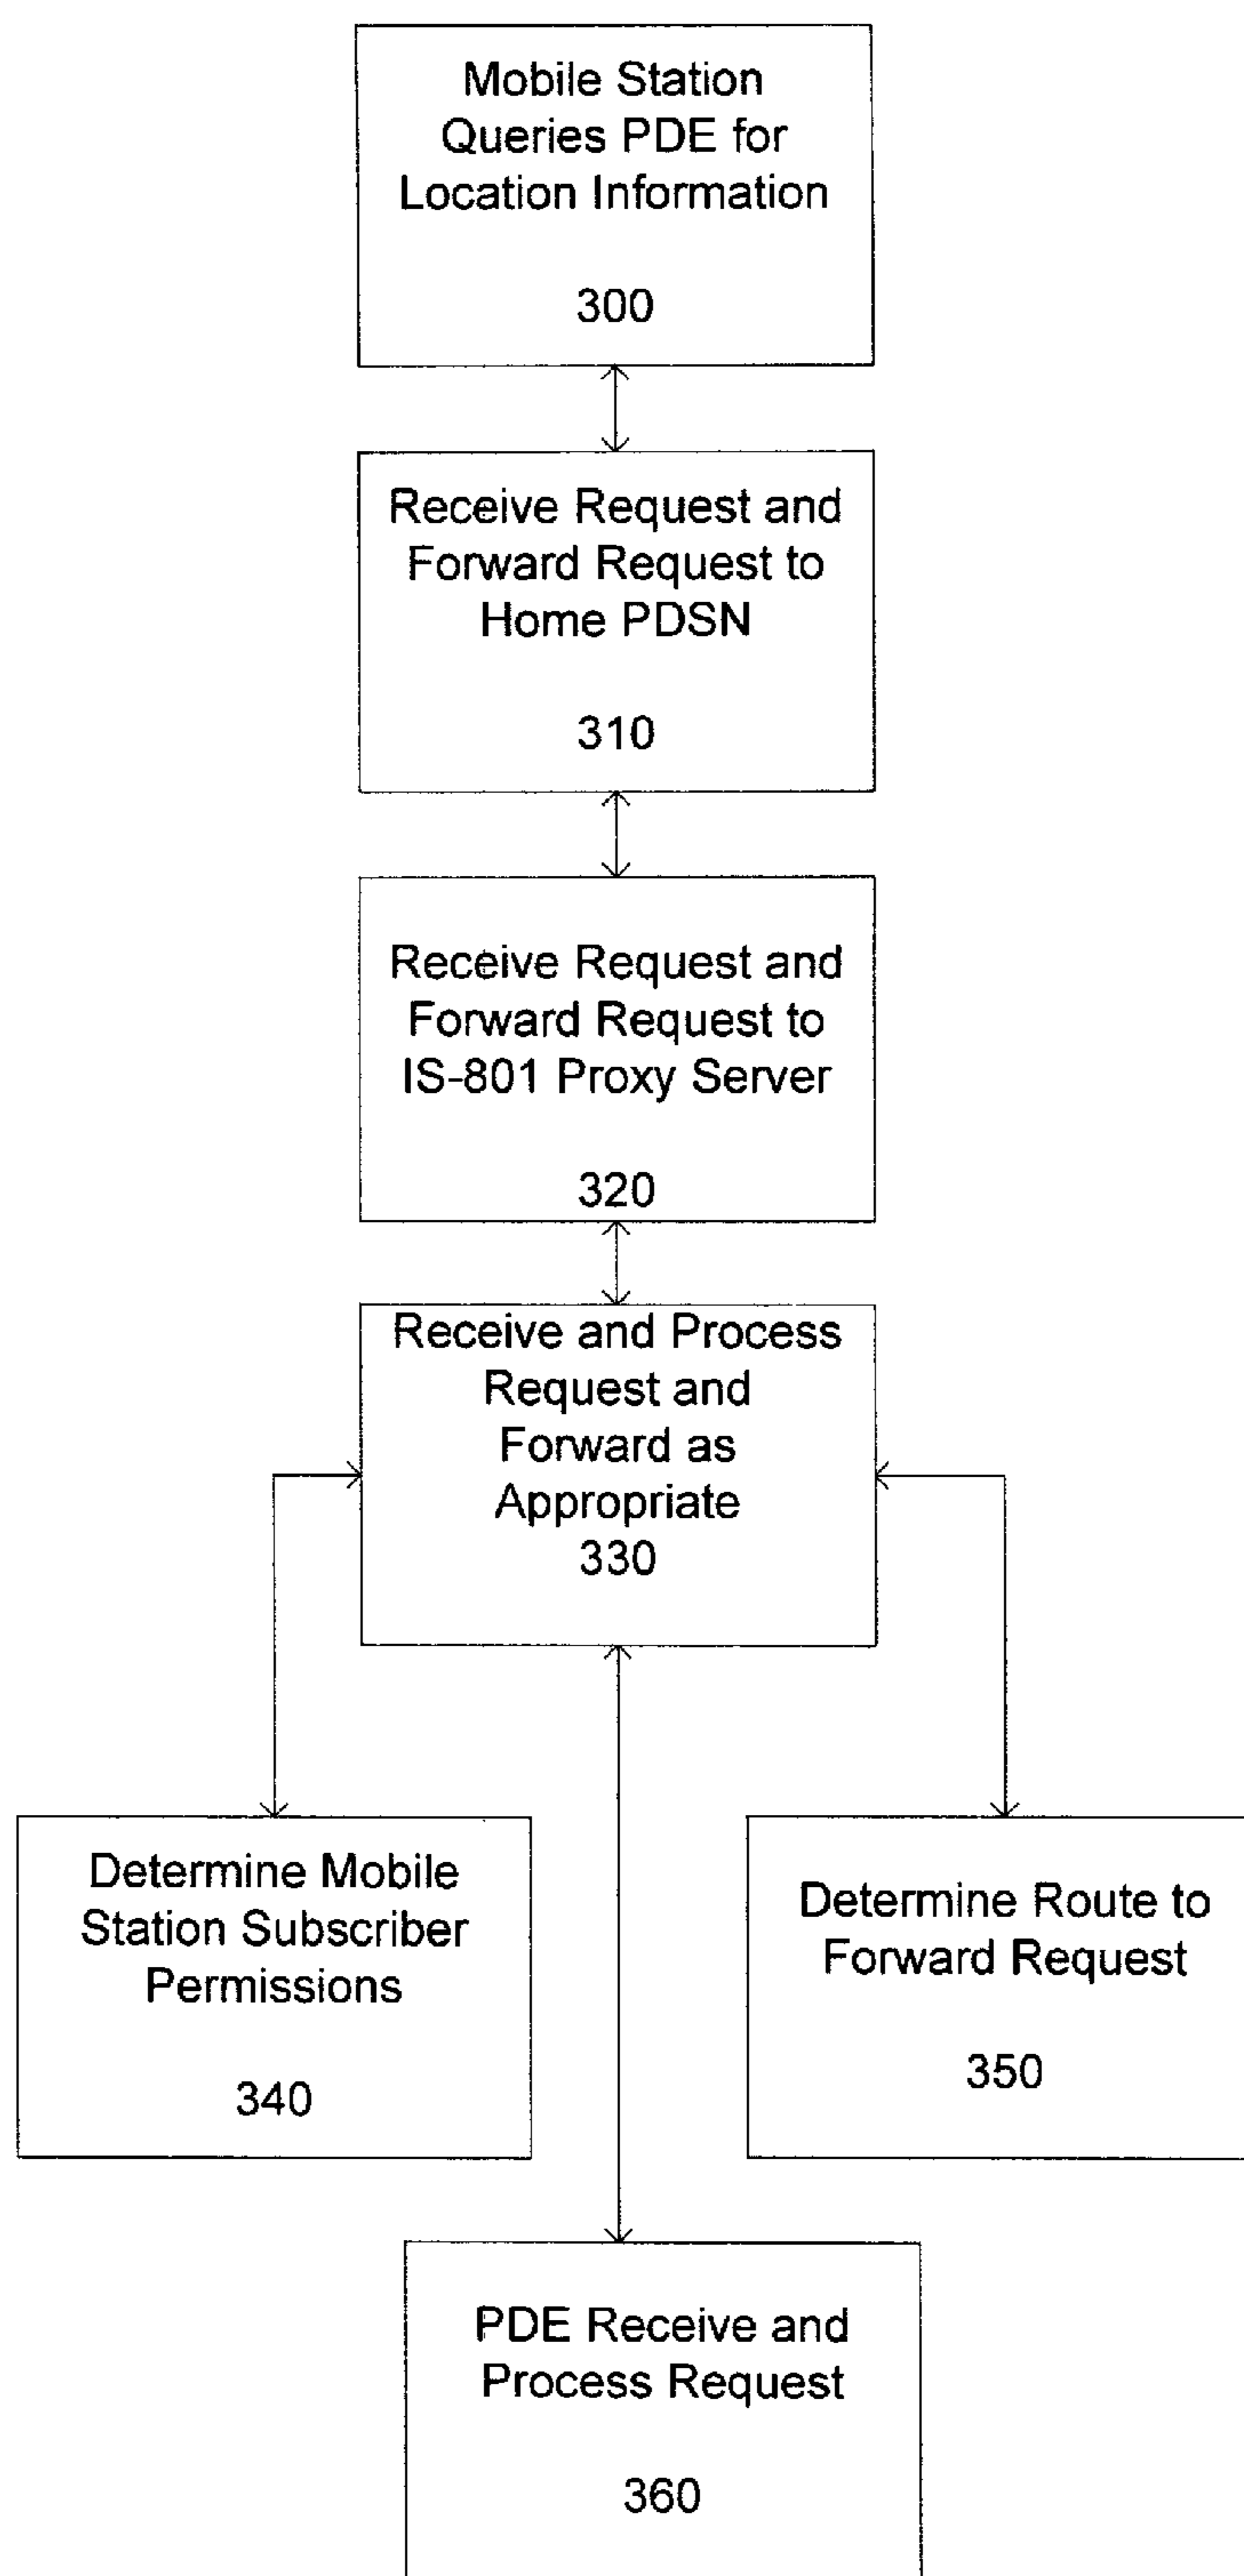 Mobile Station
Queries PDE for
Location Information
300
Receive Request and
Forward Request to
Home PDSN
310
Receive Request and
Forward Request to
IS-801 Proxy Server
320
Receive and Process
Request and
Forward as
Appropriate
330
Determine Mobile
Station Subscriber
Permissions
340
Determine Route to
Forward Request
350
PDE Receive and
Process Request
360